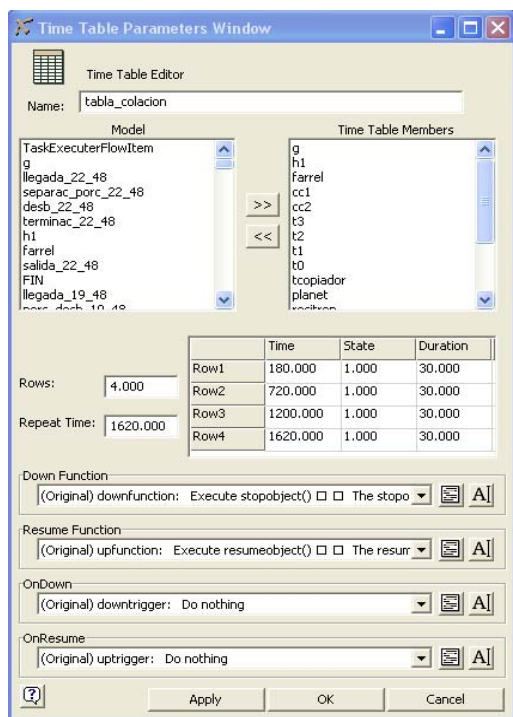 Time Table Parameters Window
Time Table Editor
Name: tabla_colacion
Model
TaskExecuterFlowItem
g
llegada_22_48
separac_porc_22_48
desb_22_48
terminac_22_48
h1
farrel
salida_22_48
FIN
llegada_19_48
>>
<<
Time Table Members
g
h1
farrel
cc1
cc2
t3
t2
t1
t0
tcopiador
planet
Rows: 4.000
Repeat Time: 1620.000
Time State Duration
Row1 180.000 1.000 30.000
Row2 720.000 1.000 30.000
Row3 1200.000 1.000 30.000
Row4 1620.000 1.000 30.000
Down Function
(Original) downfunction: Execute stopobject() □ □ The stopo
Resume Function
(Original) upfunction: Execute resumeobject() □ □ The resum
OnDown
(Original) downtrigger: Do nothing
OnResume
(Original) uptrigger: Do nothing
Apply OK Cancel